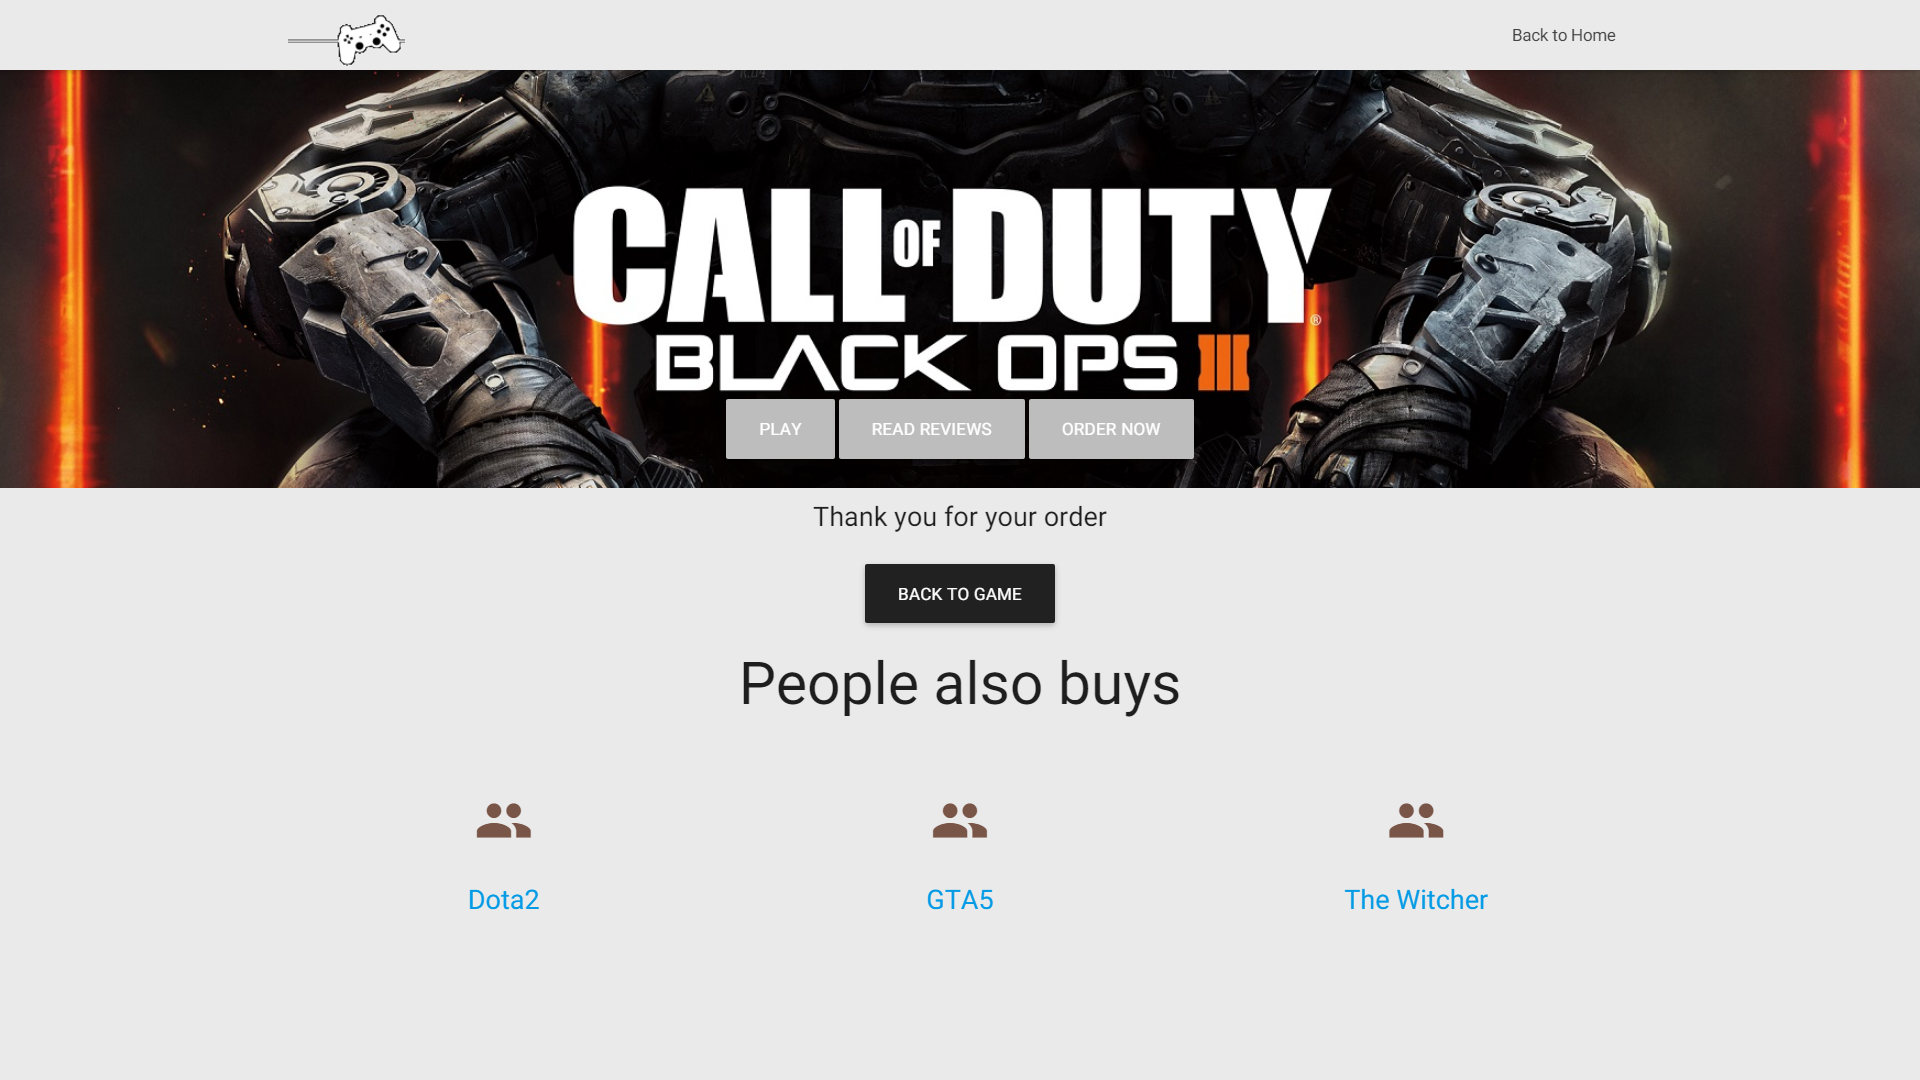 Back to Home
CALL OF DUTY®
BLACK OPS III
PLAY
READ REVIEWS
ORDER NOW
Thank you for your order
BACK TO GAME
People also buys
Dota2
GTA5
The Witcher